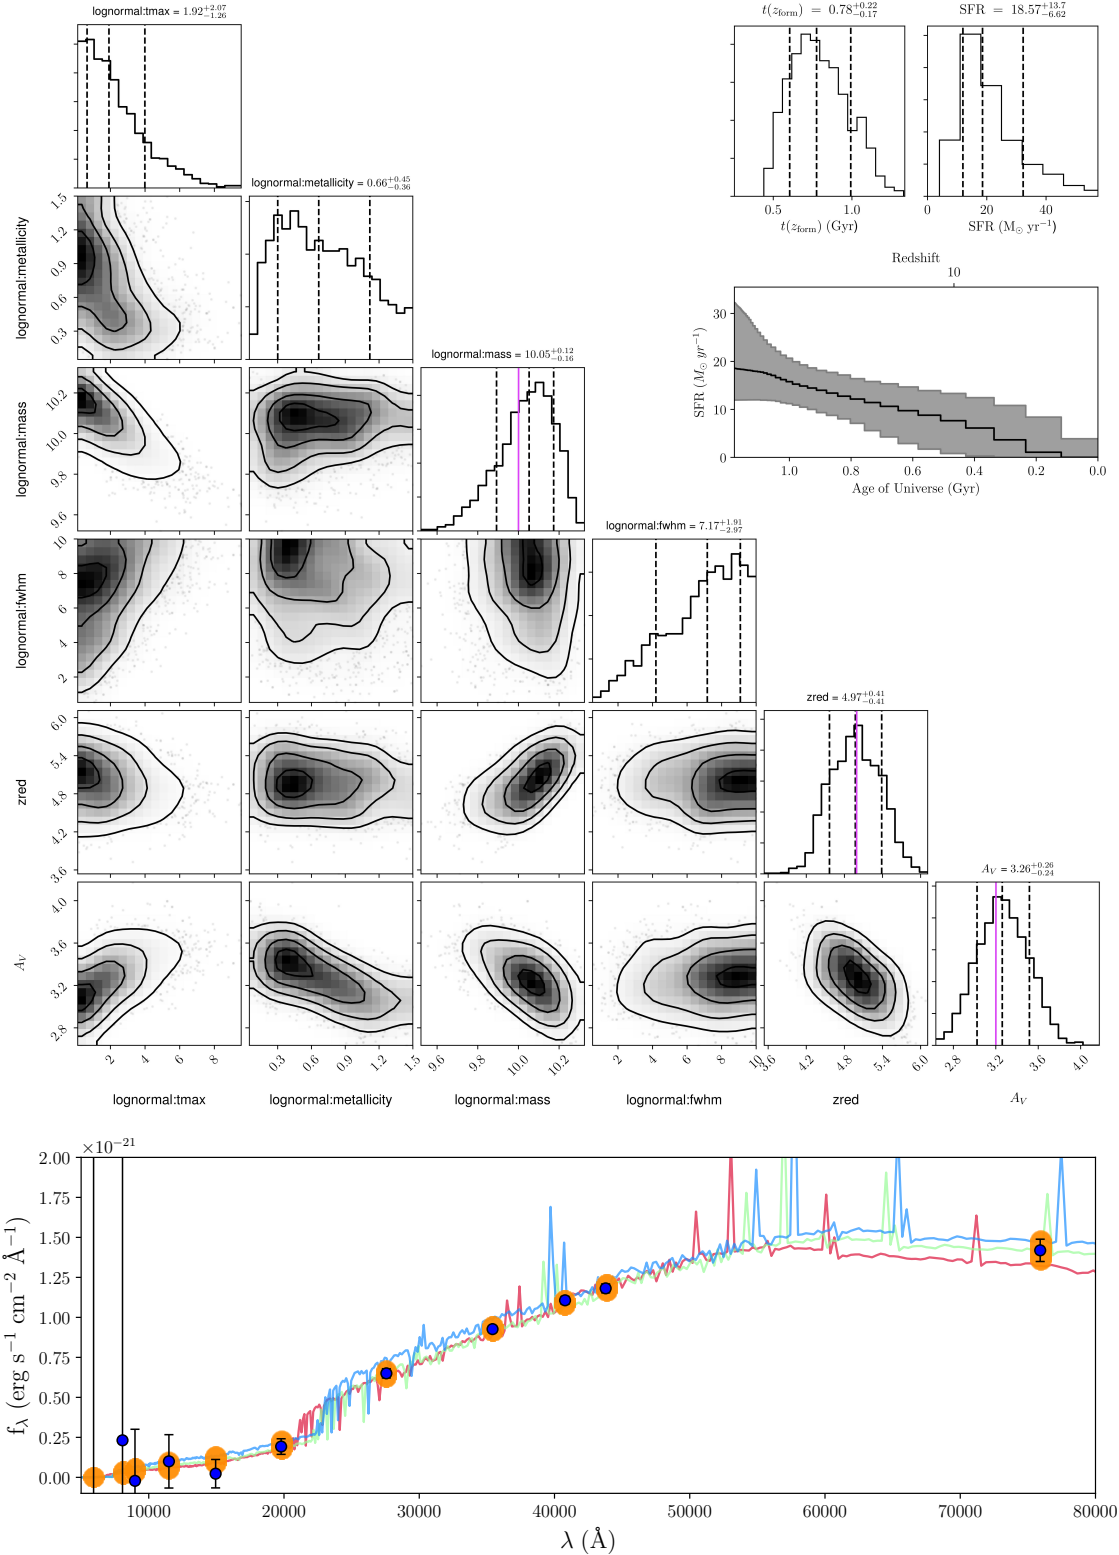 lognormal:tmax = 1.92+2.07−1.26
t(zform) = 0.78+0.22−0.17
SFR = 18.57+13.7−6.62
0.5 1.0
t(zform) (Gyr)
0 20 40
SFR (M⊙ yr−1)
lognormal:metallicity = 0.66+0.45−0.36
lognormal:metallicity
1.5
1.2
0.9
0.6
0.3
Redshift
10
SFR (M⊙ yr−1)
30
20
10
0
1.0 0.8 0.6 0.4 0.2 0.0
Age of Universe (Gyr)
lognormal:mass = 10.05+0.12−0.16
lognormal:mass
10.2
10.0
9.8
9.6
lognormal:fwhm = 7.17+1.91−2.97
lognormal:fwhm
10
8
6
4
2
zred = 4.97+0.41−0.41
zred
6.0
5.4
4.8
4.2
3.6
AV = 3.26+0.26−0.24
AV
4.0
3.6
3.2
2.8
2 4 6 8
0.3 0.6 0.9 1.2 1.5
9.6 9.8 10.0 10.2
2 4 6 8 10
3.6 4.2 4.8 5.4 6.0
2.8 3.2 3.6 4.0
lognormal:tmax lognormal:metallicity lognormal:mass lognormal:fwhm zred AV
×10−21
fλ (erg s−1 cm−2 Å−1)
2.00
1.75
1.50
1.25
1.00
0.75
0.50
0.25
0.00
10000 20000 30000 40000 50000 60000 70000 80000
λ (Å)